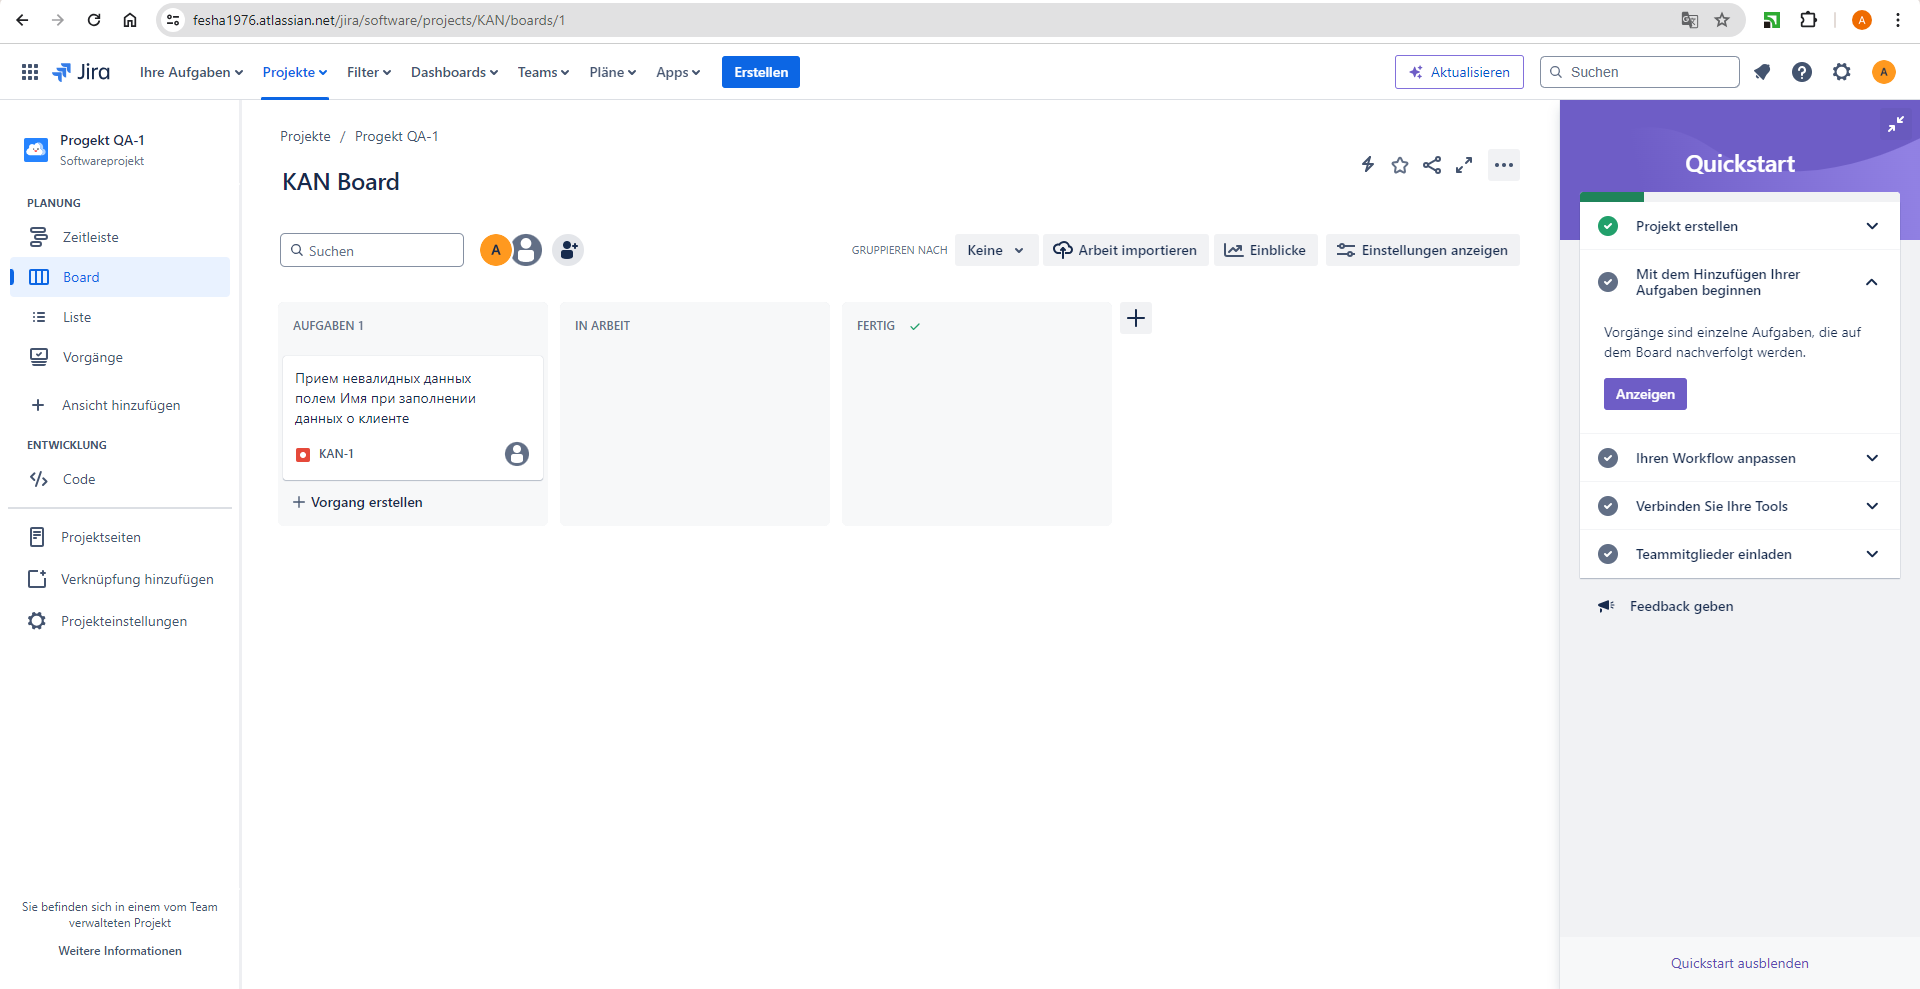 fesha1976.atlassian.net/jira/software/projects/KAN/boards/1
A
Jira
Ihre Aufgaben
Projekte
Filter
Dashboards
Teams
Pläne
Apps
Erstellen
Aktualisieren
Suchen
A
Progekt QA-1
Softwareprojekt
PLANUNG
Zeitleiste
Board
Liste
Vorgänge
Ansicht hinzufügen
ENTWICKLUNG
Code
Projektseiten
Verknüpfung hinzufügen
Projekteinstellungen
Sie befinden sich in einem vom Team
verwalteten Projekt
Weitere Informationen
Projekte / Progekt QA-1
KAN Board
Suchen
A
GRUPPIEREN NACH
Keine
Arbeit importieren
Einblicke
Einstellungen anzeigen
AUFGABEN 1
Прием невалидных данных
полем Имя при заполнении
данных о клиенте
KAN-1
Vorgang erstellen
IN ARBEIT
FERTIG
Quickstart
Projekt erstellen
Mit dem Hinzufügen Ihrer
Aufgaben beginnen
Vorgänge sind einzelne Aufgaben, die auf
dem Board nachverfolgt werden.
Anzeigen
Ihren Workflow anpassen
Verbinden Sie Ihre Tools
Teammitglieder einladen
Feedback geben
Quickstart ausblenden